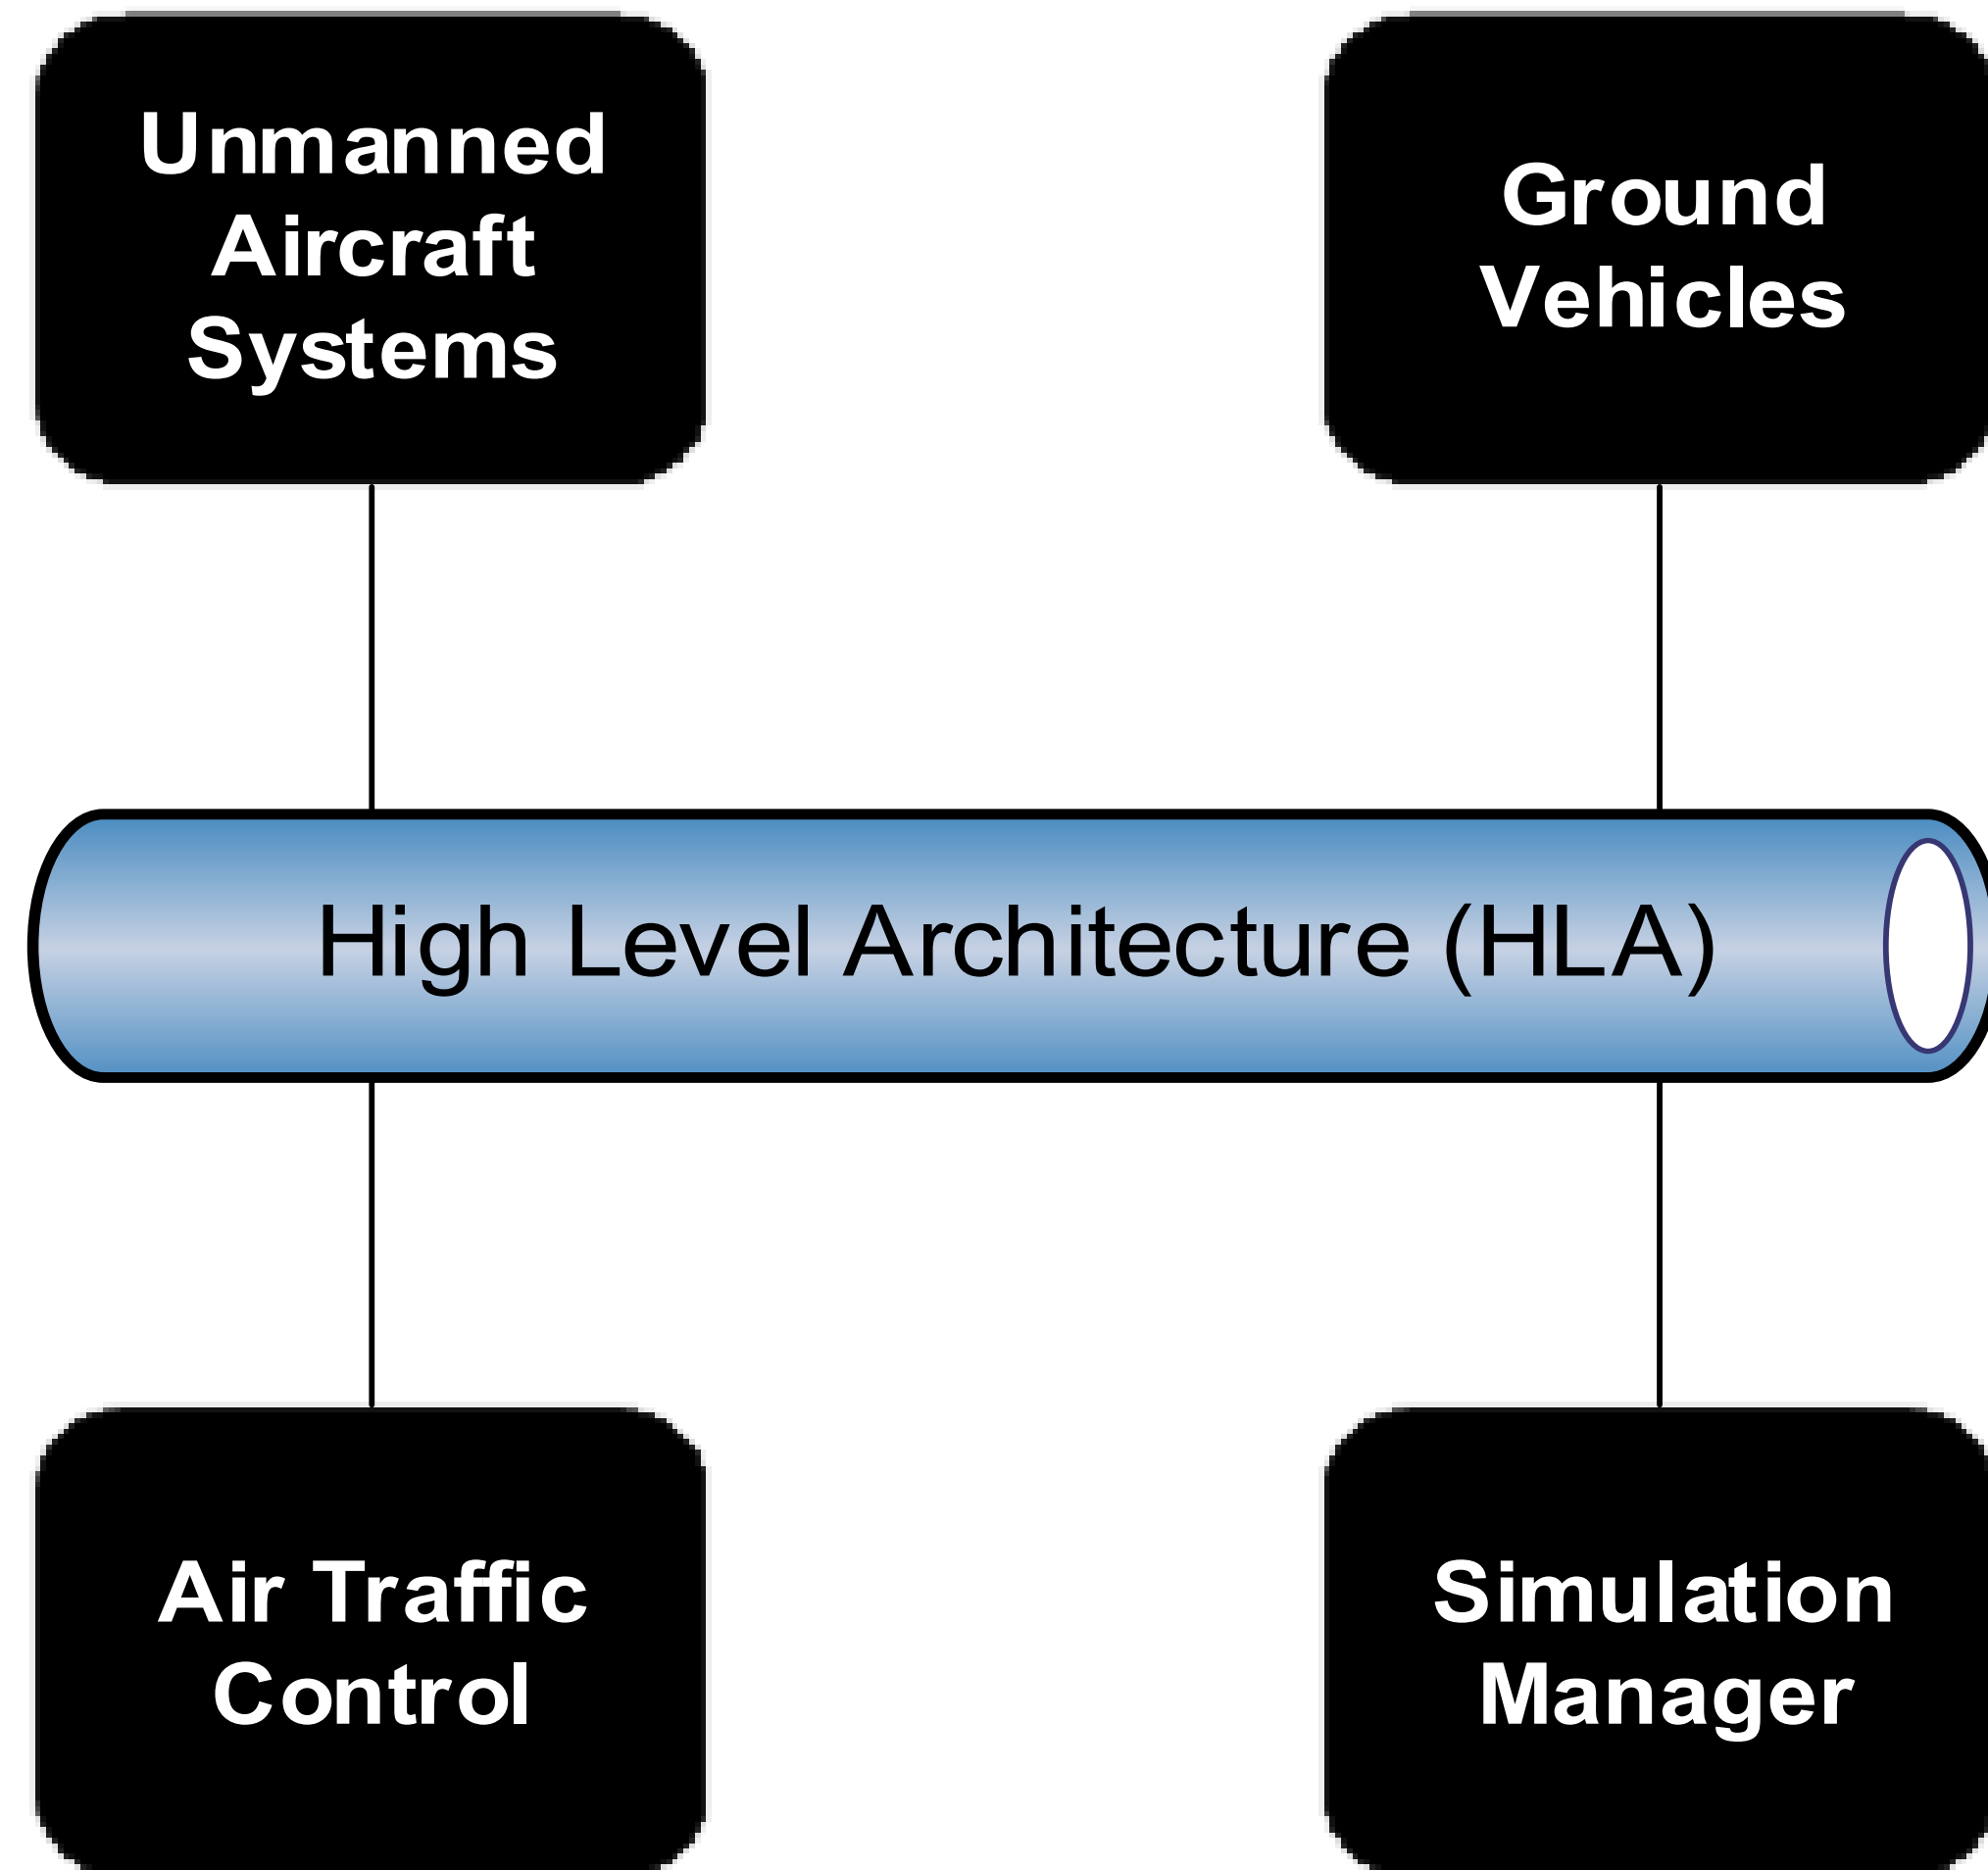 Unmanned
Aircraft
Systems
Ground
Vehicles
High Level Architecture (HLA)
Air Traffic
Control
Simulation
Manager